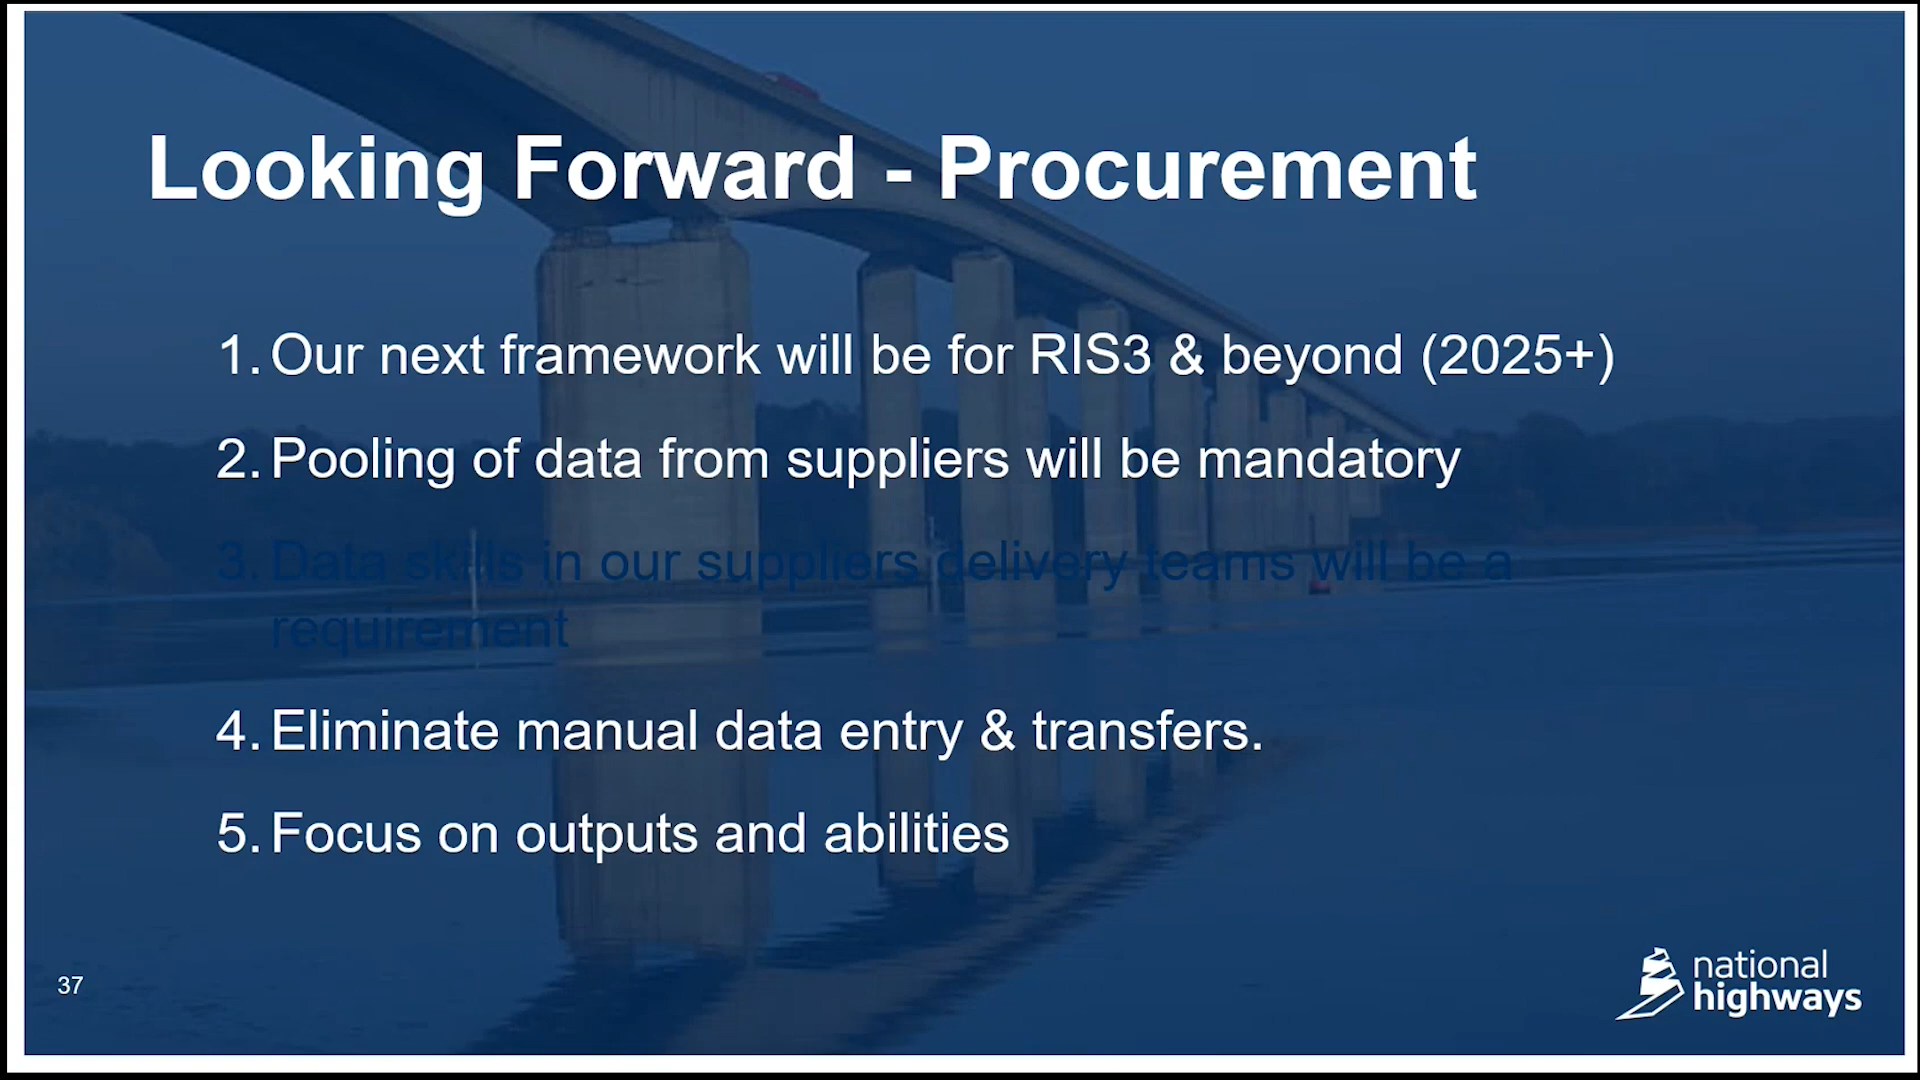 Looking Forward - Procurement
1. Our next framework will be for RIS3 & beyond (2025+)
2. Pooling of data from suppliers will be mandatory
3. Data skills in our suppliers delivery teams will be a
requirement
4. Eliminate manual data entry & transfers.
5. Focus on outputs and abilities
37
national
highways